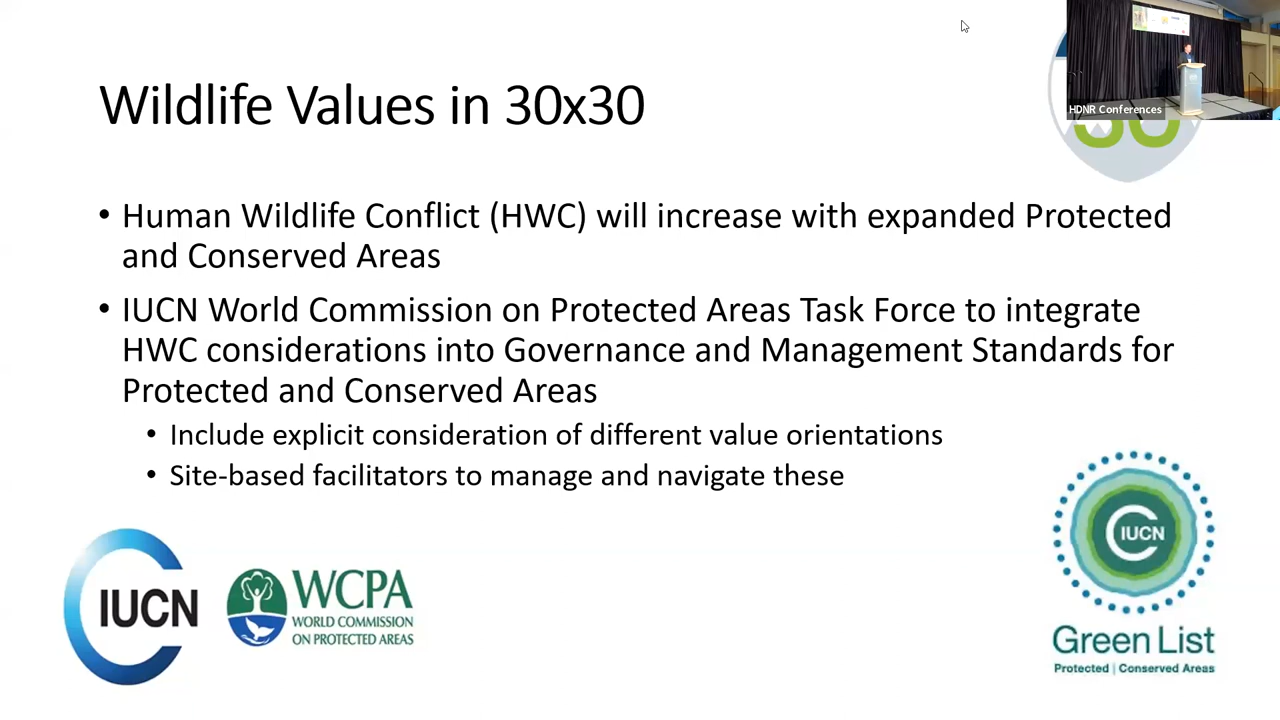 Wildlife Values in 30x30
HDNR Conferences
30
• Human Wildlife Conflict (HWC) will increase with expanded Protected
and Conserved Areas
• IUCN World Commission on Protected Areas Task Force to integrate
HWC considerations into Governance and Management Standards for
Protected and Conserved Areas
• Include explicit consideration of different value orientations
• Site-based facilitators to manage and navigate these
IUCN
WCPA
WORLD COMMISSION
ON PROTECTED AREAS
IUCN
Green List
Protected | Conserved Areas